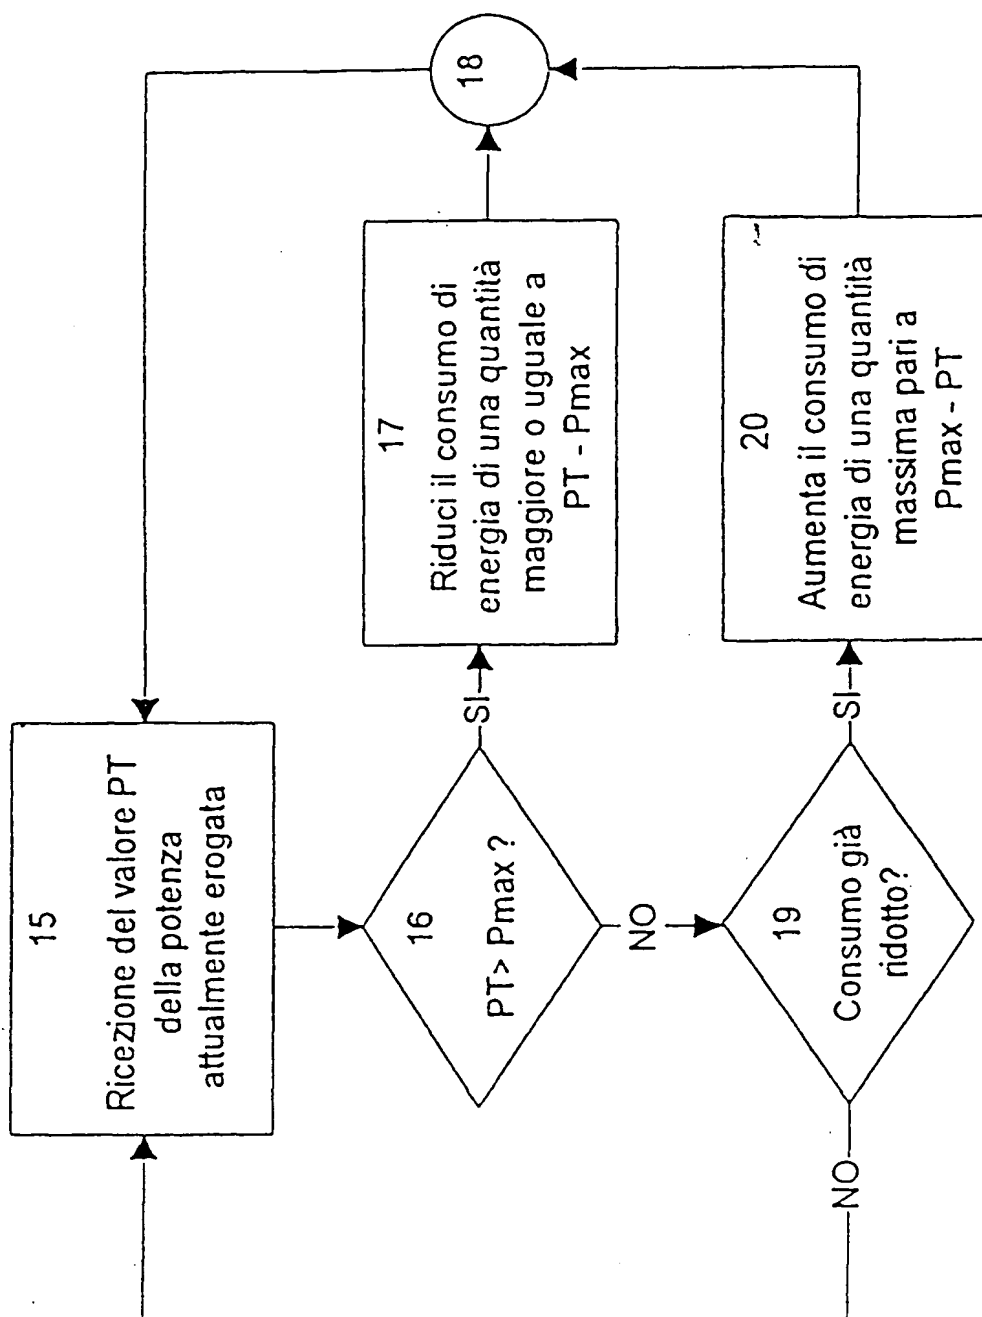 15
Ricezione del valore PT
della potenza
attualmente erogata
16
PT> Pmax ?
SI
NO
17
Riduci il consumo di
energia di una quantità
maggiore o uguale a
PT - Pmax
18
19
Consumo già
ridotto?
SI
NO
20
Aumenta il consumo di
energia di una quantità
massima pari a
Pmax - PT